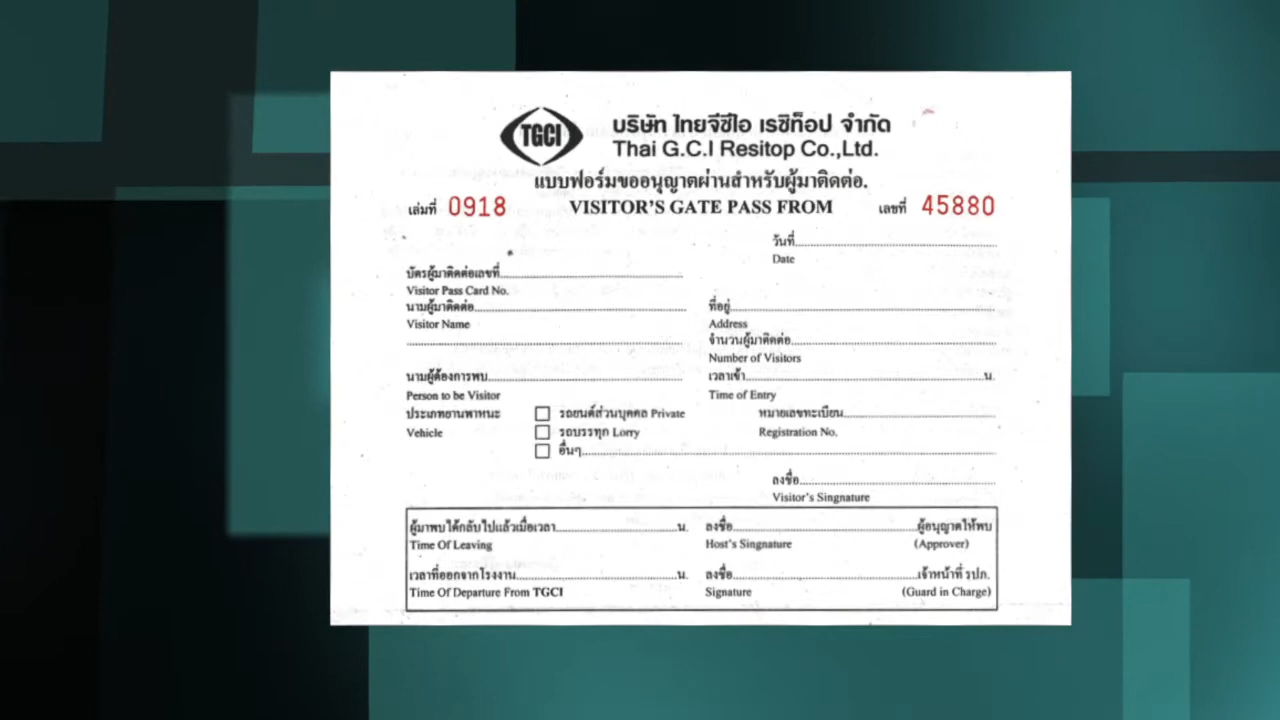 TGCI
บริษัท ไทยจีซีไอ เรซิท็อป จำกัด
Thai G.C.I Resitop Co.,Ltd.
แบบฟอร์มขออนุญาตผ่านสำหรับผู้มาติดต่อ.
เล่มที่ 0918 VISITOR'S GATE PASS FROM เลขที่ 45880
วันที่
Date
บัตรผู้มาติดต่อเลขที่
Visitor Pass Card No.
นามผู้มาติดต่อ ที่อยู่
Visitor Name Address
จำนวนผู้มาติดต่อ
Number of Visitors
นามผู้ต้องการพบ เวลาเข้า น.
Person to be Visitor Time of Entry
ประเภทยานพาหนะ รถยนต์ส่วนบุคคล Private หมายเลขทะเบียน
Vehicle รถบรรทุก Lorry Registration No.
อื่นๆ
ลงชื่อ
Visitor's Singnature
ผู้มาพบได้กลับไปแล้วเมื่อเวลา น. ลงชื่อ ผู้อนุญาตให้พบ
Time Of Leaving Host's Singnature (Approver)
เวลาที่ออกจากโรงงาน น. ลงชื่อ เจ้าหน้าที่ รปภ.
Time Of Departure From TGCI Signature (Guard in Charge)